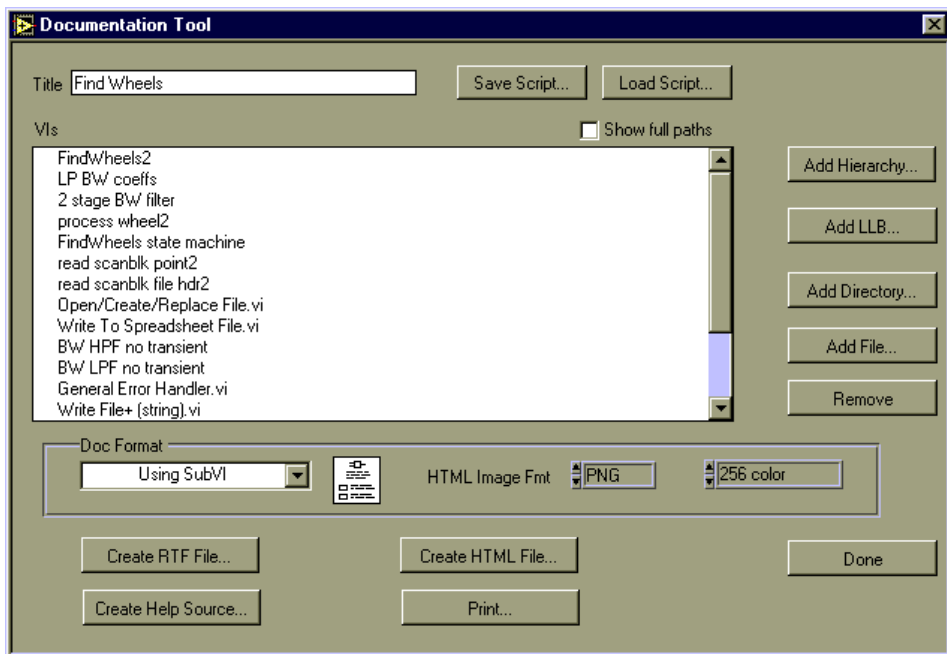 Documentation Tool
Title Find Wheels Save Script... Load Script...
VIs Show full paths
FindWheels2
LP BW coeffs
2 stage BW filter
process wheel2
FindWheels state machine
read scanblk point2
read scanblk file hdr2
Open/Create/Replace File.vi
Write To Spreadsheet File.vi
BW HPF no transient
BW LPF no transient
General Error Handler.vi
Write File+ (string).vi
Add Hierarchy...
Add LLB...
Add Directory...
Add File...
Remove
Doc Format
Using SubVI HTML Image Fmt PNG 256 color
Create RTF File... Create HTML File... Done
Create Help Source... Print...